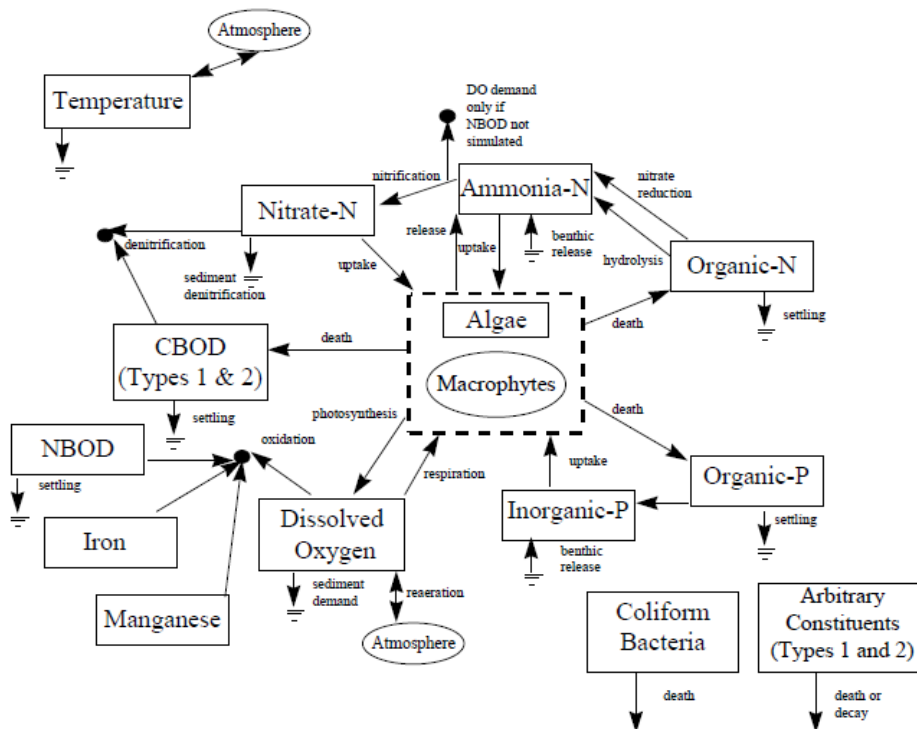 Atmosphere
Temperature
DO demand
only if
NBOD not
simulated
nitrification
Ammonia-N
nitrate
reduction
Nitrate-N
release
uptake
benthic
release
hydrolysis
Organic-N
denitrification
sediment
denitrification
uptake
settling
Algae
death
CBOD
(Types 1 & 2)
death
Macrophytes
death
settling
photosynthesis
NBOD
oxidation
settling
respiration
uptake
Organic-P
Iron
Dissolved
Oxygen
Inorganic-P
settling
sediment
demand
reaeration
benthic
release
Manganese
Atmosphere
Coliform
Bacteria
Arbitrary
Constituents
(Types 1 and 2)
death
death or
decay